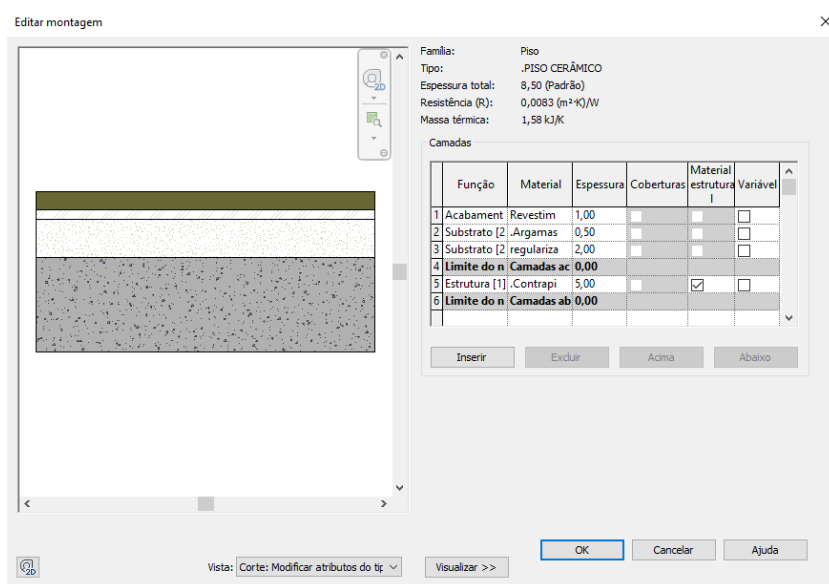 Editar montagem
2D
Família: Piso
Tipo: .PISO CERÂMICO
Espessura total: 8,50 (Padrão)
Resistência (R): 0,0083 (m²·K)/W
Massa térmica: 1,58 kJ/K
Camadas
Função Material Espessura Coberturas Material estrutura l Variável
1 Acabament Revestim 1,00
2 Substrato [2 .Argamas 0,50
3 Substrato [2 regulariza 2,00
4 Limite do n Camadas ac 0,00
5 Estrutura [1] .Contrapi 5,00
6 Limite do n Camadas ab 0,00
Inserir Excluir Acima Abaixo
OK Cancelar Ajuda
2D Vista: Corte: Modificar atributos do tip Visualizar >>